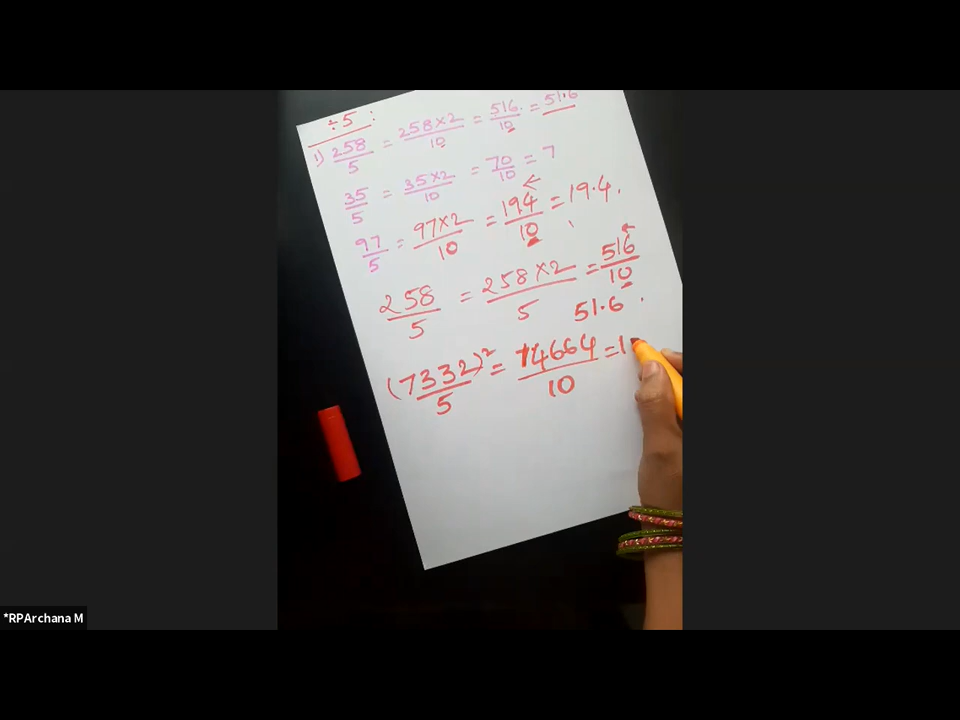 ÷5 :
1) 258/5 = 258×2/10 = 516/10 = 51.6
35/5 = 35×2/10 = 70/10 = 7
97/5 = 97×2/10 = 194/10 = 19.4.
258/5 = 258×2/5 = 516/10
51.6
(7332)²/5 = 14664/10 = 1
*RPArchana M